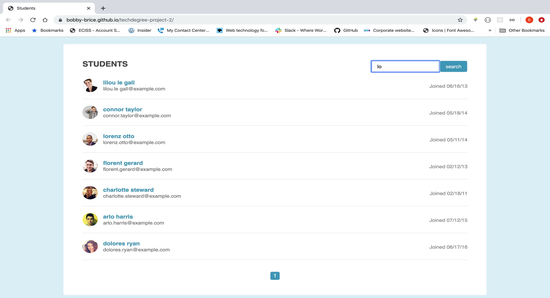 Students
bobby-brice.github.io/techdegree-project-2/
Apps
Bookmarks
ECISS - Account S...
Insider
My Contact Center...
Web technology fo...
Slack – Where Wor...
GitHub
Corporate website...
Icons | Font Aweso...
»
Other Bookmarks
STUDENTS
lo
search
lilou le gall
lilou.le gall@example.com
Joined 06/16/13
connor taylor
connor.taylor@example.com
Joined 05/18/14
lorenz otto
lorenz.otto@example.com
Joined 03/11/14
florent gerard
florent.gerard@example.com
Joined 02/12/13
charlotte steward
charlotte.steward@example.com
Joined 02/18/11
arlo harris
arlo.harris@example.com
Joined 07/12/15
dolores ryan
dolores.ryan@example.com
Joined 06/17/16
1